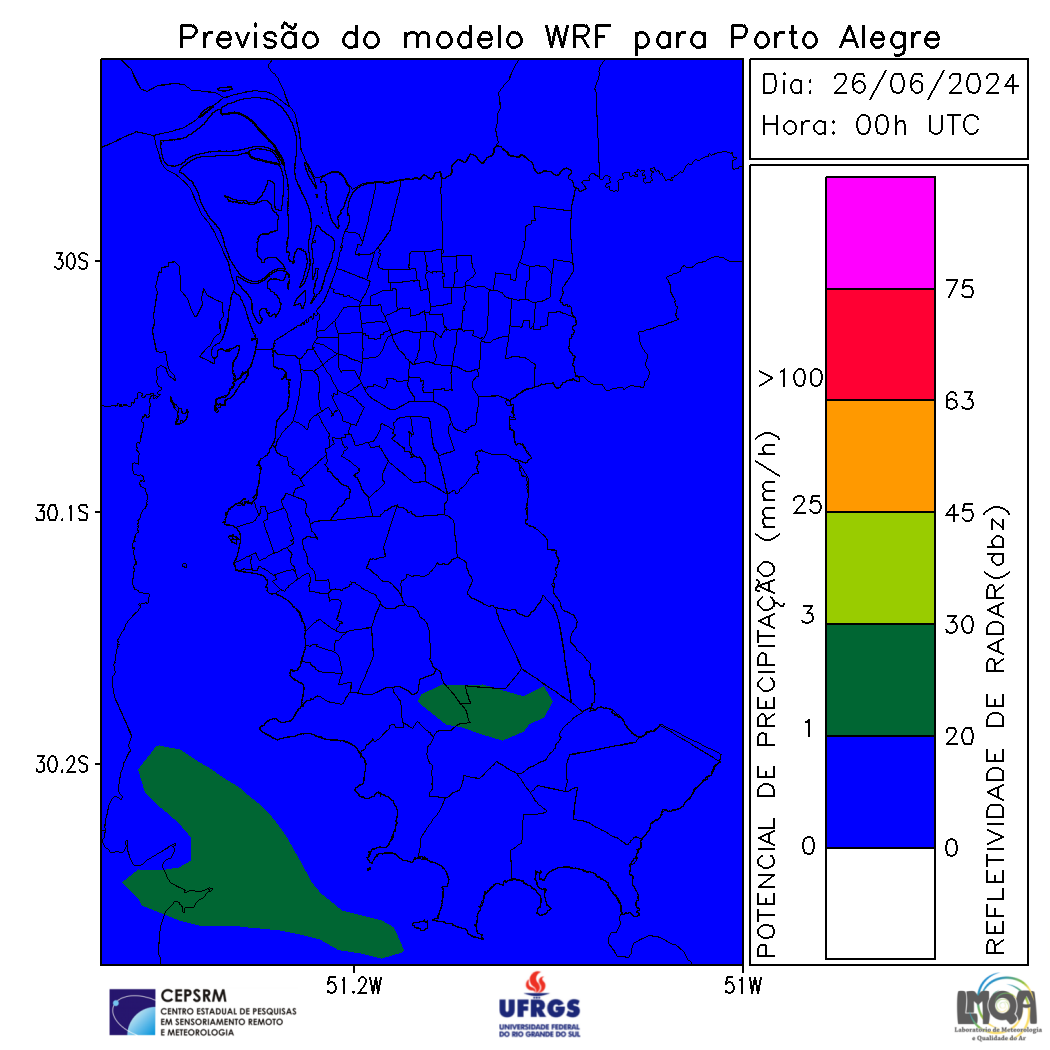 Previsão do modelo WRF para Porto Alegre
Dia: 26/06/2024
Hora: 00h UTC
30S
30.1S
30.2S
51.2W
51W
POTENCIAL DE PRECIPITAÇÃO (mm/h)
>100
25
3
1
0
75
63
45
30
20
0
REFLETIVIDADE DE RADAR(dbz)
CEPSRM
CENTRO ESTADUAL DE PESQUISAS
EM SENSORIAMENTO REMOTO
E METEOROLOGIA
UFRGS
UNIVERSIDADE FEDERAL
DO RIO GRANDE DO SUL
LMQA
Laboratório de Meteorologia
e Qualidade do Ar